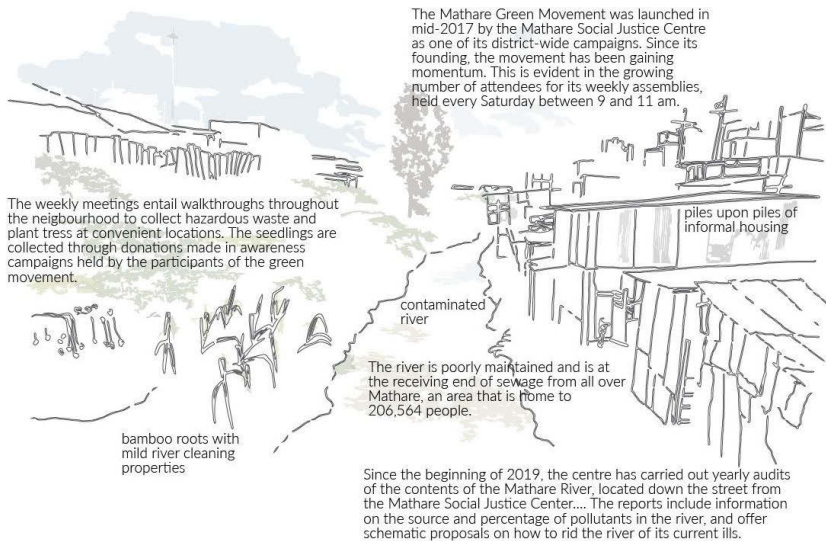 The Mathare Green Movement was launched in
mid-2017 by the Mathare Social Justice Centre
as one of its district-wide campaigns. Since its
founding, the movement has been gaining
momentum. This is evident in the growing
number of attendees for its weekly assemblies,
held every Saturday between 9 and 11 am.
The weekly meetings entail walkthroughs throughout
the neigbourhood to collect hazardous waste and
plant tress at convenient locations. The seedlings are
collected through donations made in awareness
campaigns held by the participants of the green
movement.
piles upon piles of
informal housing
contaminated
river
The river is poorly maintained and is at
the receiving end of sewage from all over
Mathare, an area that is home to
206,564 people.
bamboo roots with
mild river cleaning
properties
Since the beginning of 2019, the centre has carried out yearly audits
of the contents of the Mathare River, located down the street from
the Mathare Social Justice Center.... The reports include information
on the source and percentage of pollutants in the river, and offer
schematic proposals on how to rid the river of its current ills.